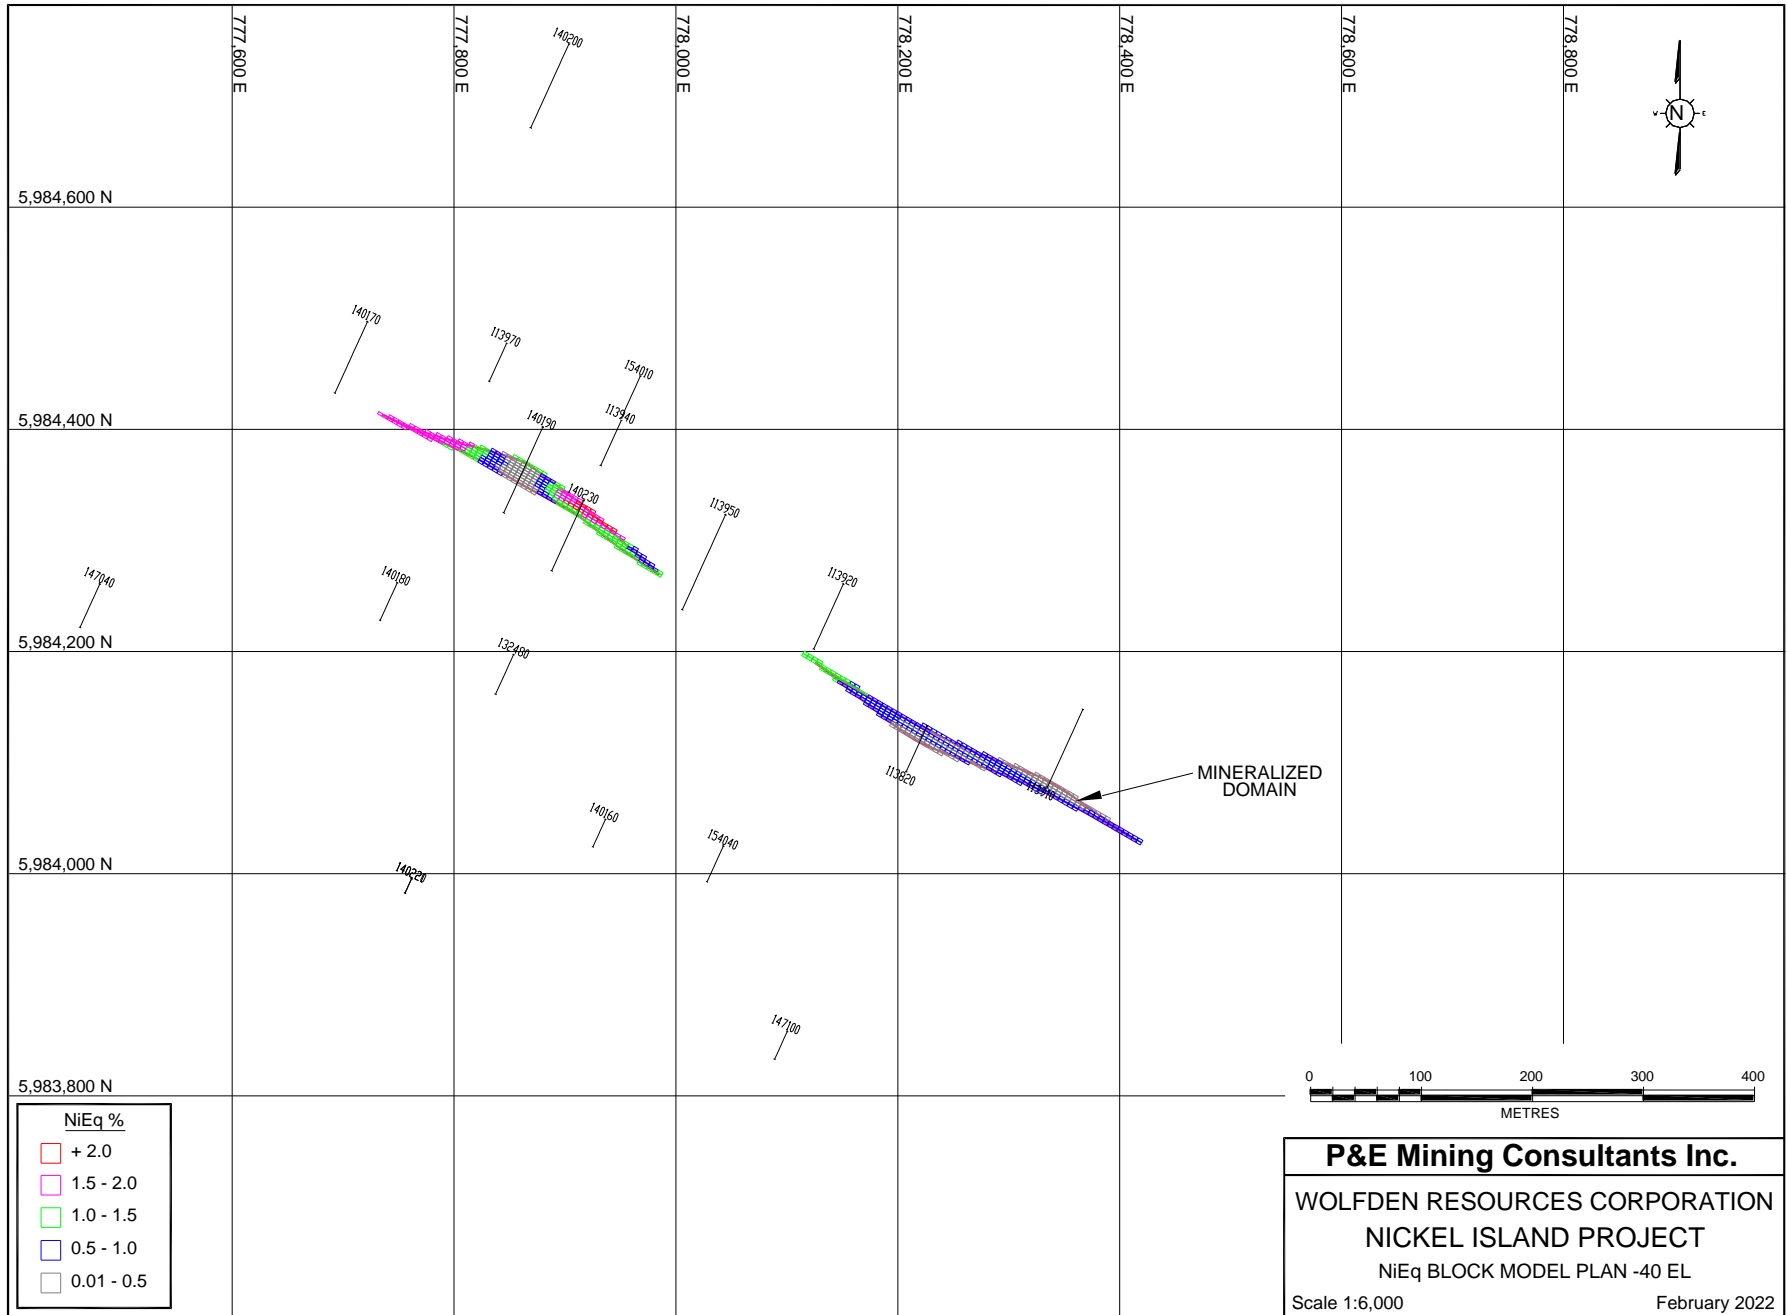 777,600 E
777,800 E
778,000 E
778,200 E
778,400 E
778,600 E
778,800 E
140200
W N E
5,984,600 N
140170
113970
154010
113940
140190
5,984,400 N
140230
113950
147040
140180
113920
5,984,200 N
132480
113820
113910
MINERALIZED
DOMAIN
140160
154040
5,984,000 N
147100
5,983,800 N
0 100 200 300 400
METRES
NiEq %
+ 2.0
1.5 - 2.0
1.0 - 1.5
0.5 - 1.0
0.01 - 0.5
P&E Mining Consultants Inc.
WOLFDEN RESOURCES CORPORATION
NICKEL ISLAND PROJECT
NiEq BLOCK MODEL PLAN -40 EL
Scale 1:6,000 February 2022